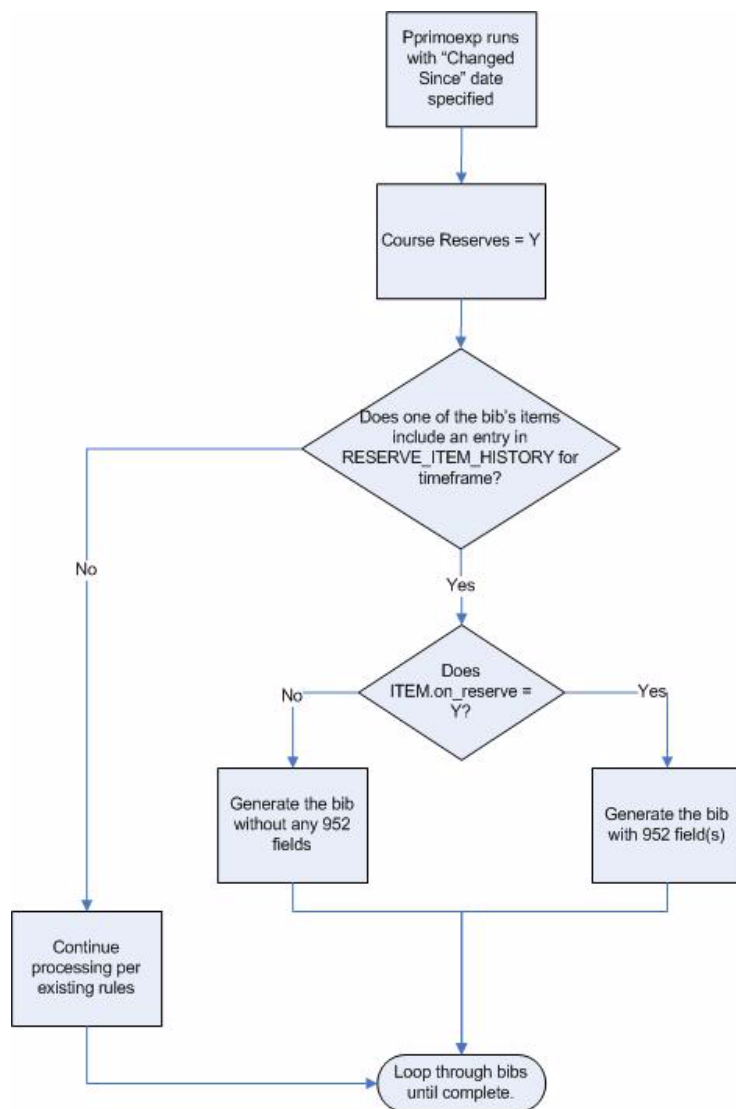 Pprimoexp runs
with “Changed
Since” date
specified
Course Reserves = Y
Does one of the bib's items
include an entry in
RESERVE_ITEM_HISTORY for
timeframe?
No
Yes
Does
ITEM.on_reserve =
Y?
No
Yes
Generate the bib
without any 952
fields
Generate the bib
with 952 field(s)
Continue
processing per
existing rules
Loop through bibs
until complete.